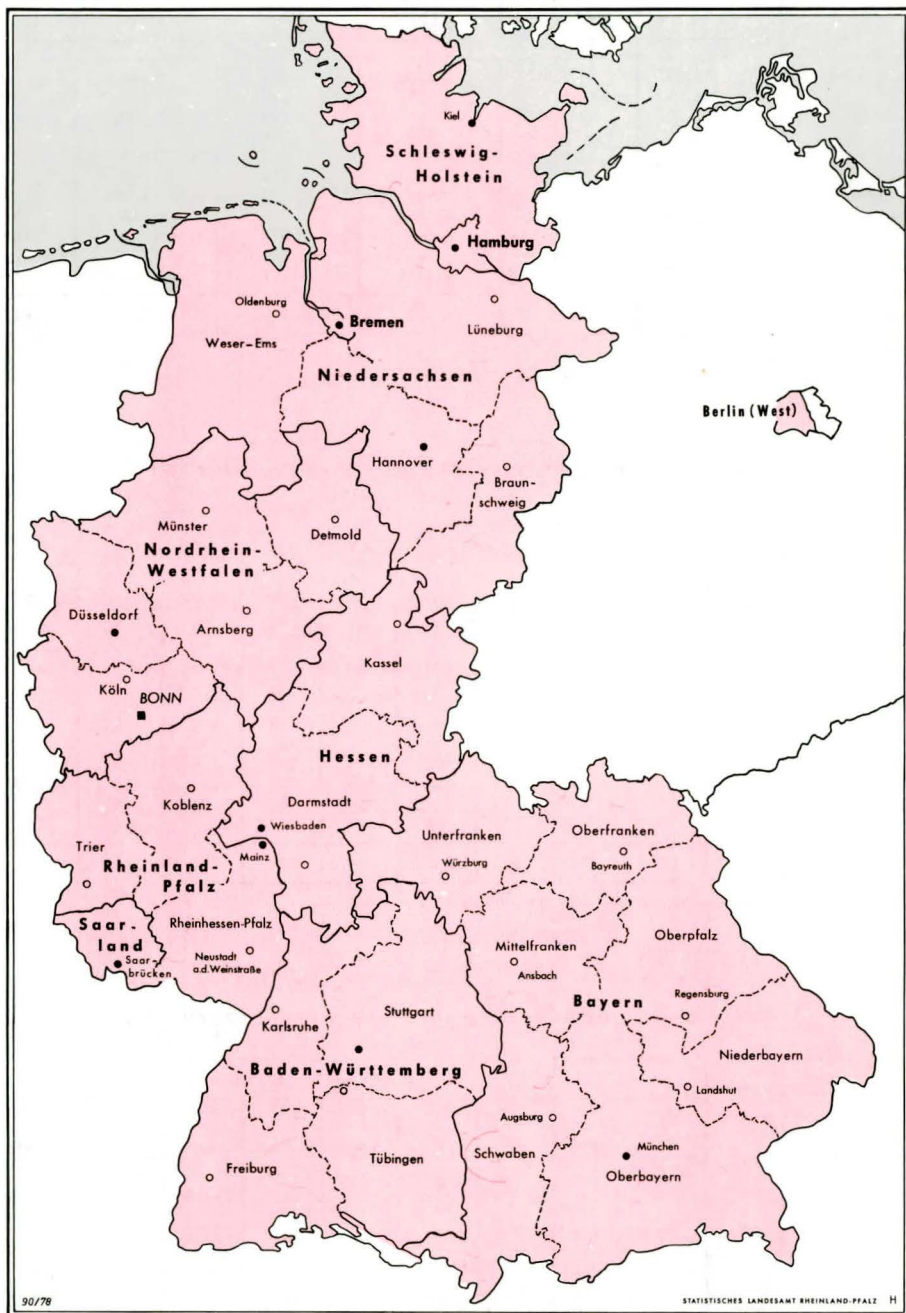 Kiel
Schleswig-
Holstein
Hamburg
Oldenburg
Bremen
Lüneburg
Weser-Ems
Niedersachsen
Berlin (West)
Hannover
Braun-
schweig
Münster
Detmold
Nordrhein-
Westfalen
Düsseldorf
Arnsberg
Kassel
Köln
BONN
Hessen
Koblenz
Darmstadt
Wiesbaden
Mainz
Unterfranken
Würzburg
Oberfranken
Bayreuth
Trier
Rheinland-
Pfalz
Saar-
land
Saar-
brücken
Rheinhessen-Pfalz
Neustadt
a.d.Weinstraße
Mittelfranken
Ansbach
Oberpfalz
Regensburg
Bayern
Karlsruhe
Stuttgart
Niederbayern
Baden-Württemberg
Landshut
Augsburg
München
Schwaben
Oberbayern
Freiburg
Tübingen
90/78
STATISTISCHES LANDESAMT RHEINLAND-PFALZ H